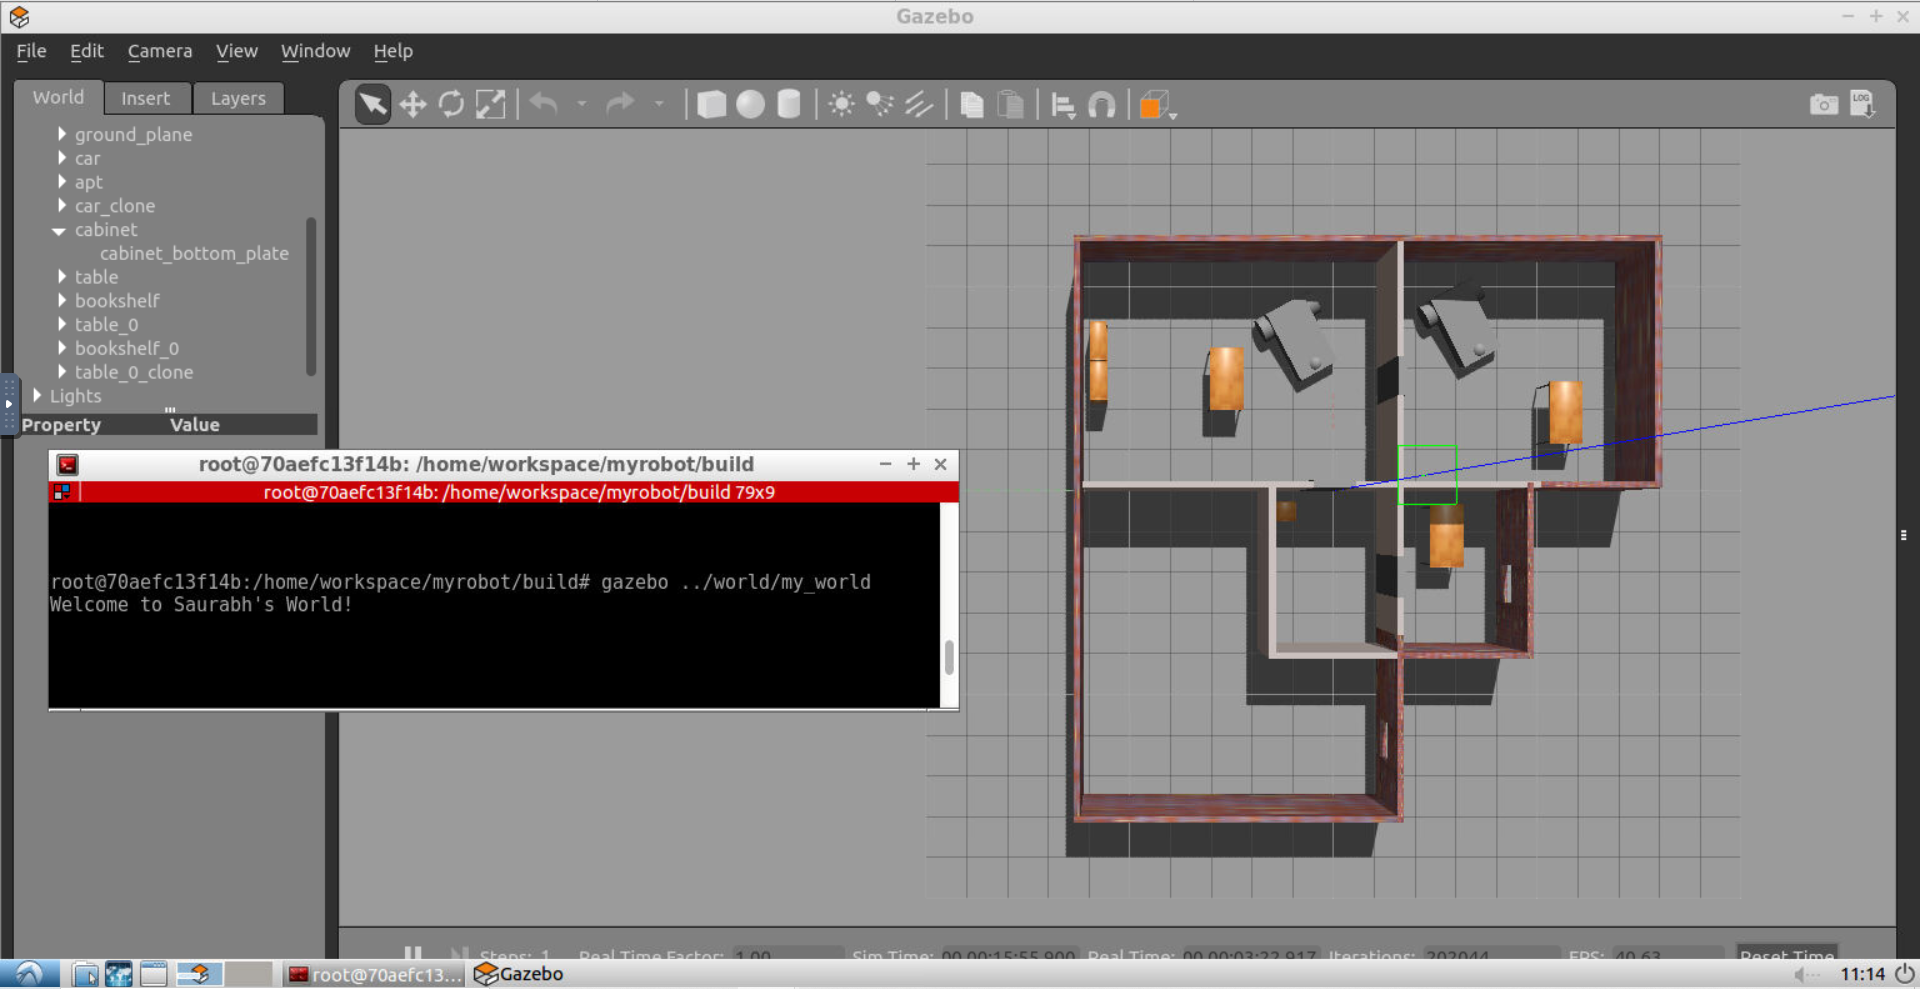 Gazebo
File Edit Camera View Window Help
World Insert Layers
LOG
ground_plane
car
apt
car_clone
cabinet
cabinet_bottom_plate
table
bookshelf
table_0
bookshelf_0
table_0_clone
Lights
Property Value
root@70aefc13f14b: /home/workspace/myrobot/build
root@70aefc13f14b: /home/workspace/myrobot/build 79x9
root@70aefc13f14b:/home/workspace/myrobot/build# gazebo ../world/my_world
Welcome to Saurabh's World!
Steps: 1 Real Time Factor: 1.00 Sim Time: 00 00:15:55.900 Real Time: 00 00:03:22.917 Iterations: 202044 FPS: 40.63 Reset Time
root@70aefc13... Gazebo 11:14